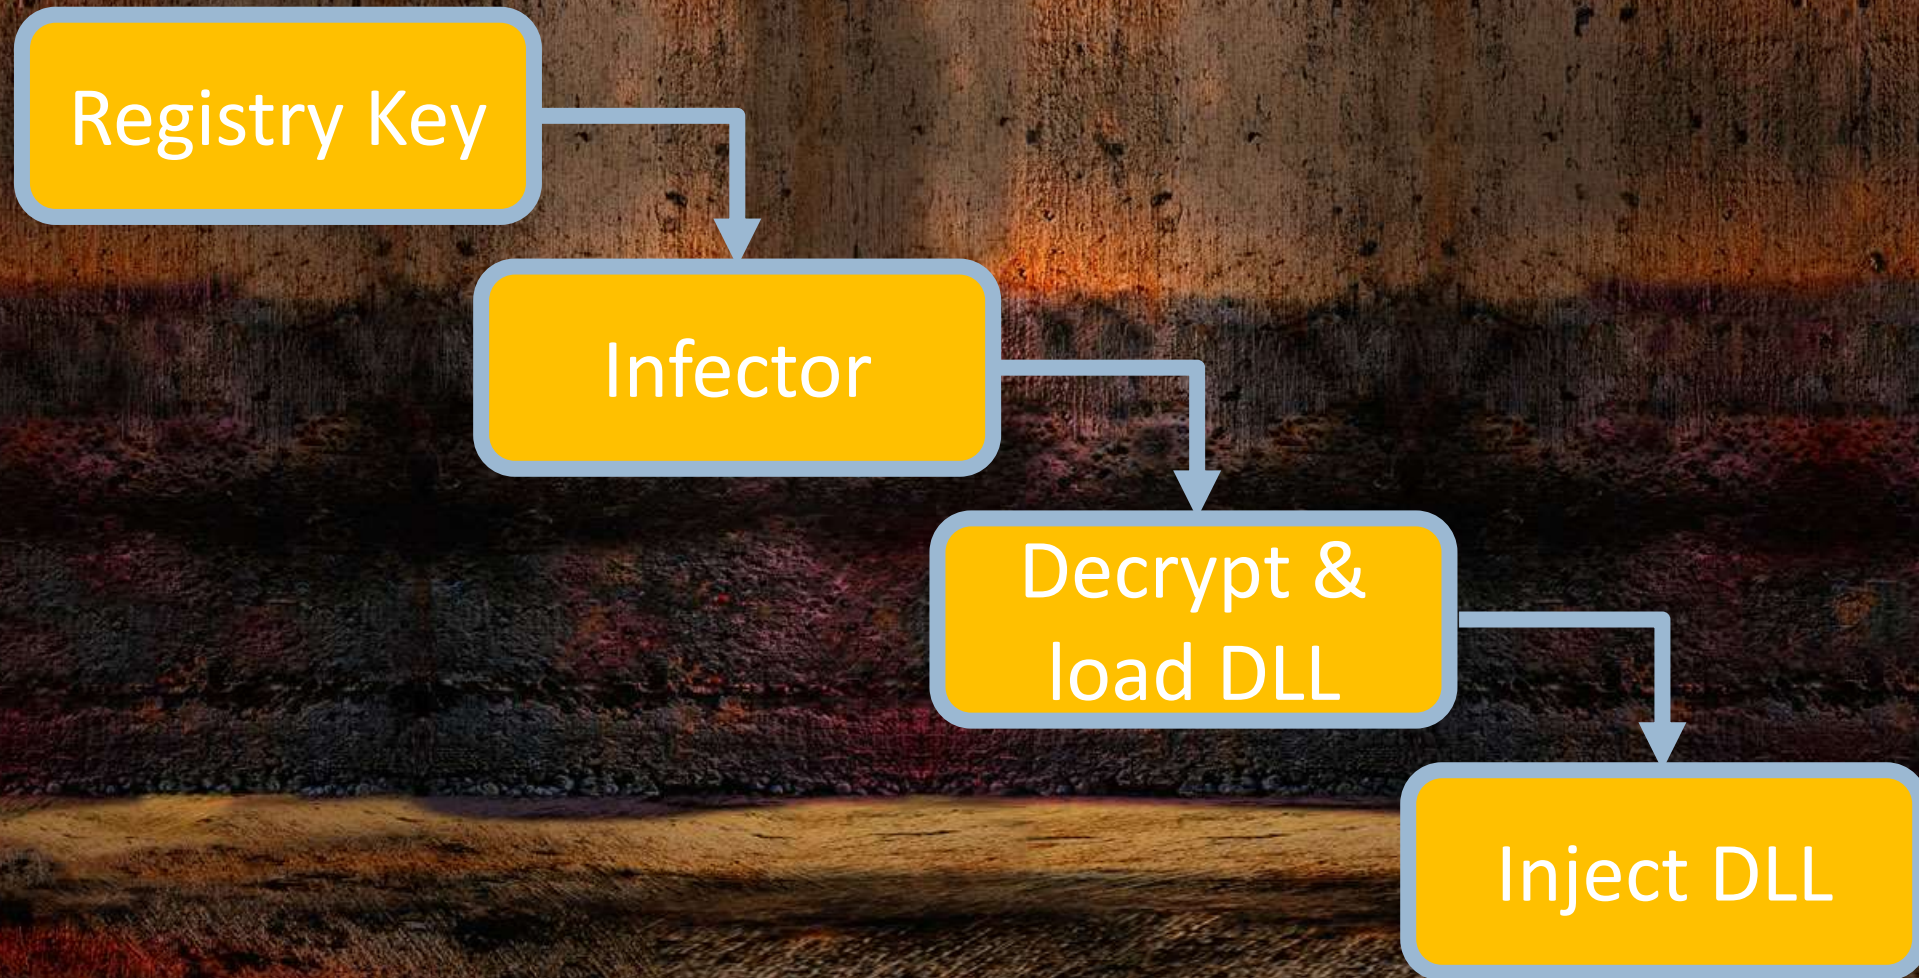 Registry Key
Infector
Decrypt &
load DLL
Inject DLL